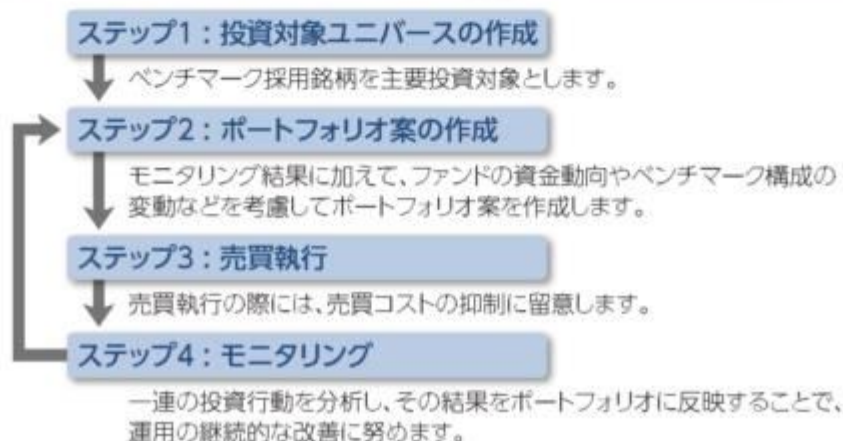 ステップ1：投資対象ユニバースの作成
ベンチマーク採用銘柄を主要投資対象とします。
ステップ2：ポートフォリオ案の作成
モニタリング結果に加えて、ファンドの資金動向やベンチマーク構成の
変動などを考慮してポートフォリオ案を作成します。
ステップ3：売買執行
売買執行の際には、売買コストの抑制に留意します。
ステップ4：モニタリング
一連の投資行動を分析し、その結果をポートフォリオに反映することで、
運用の継続的な改善に努めます。